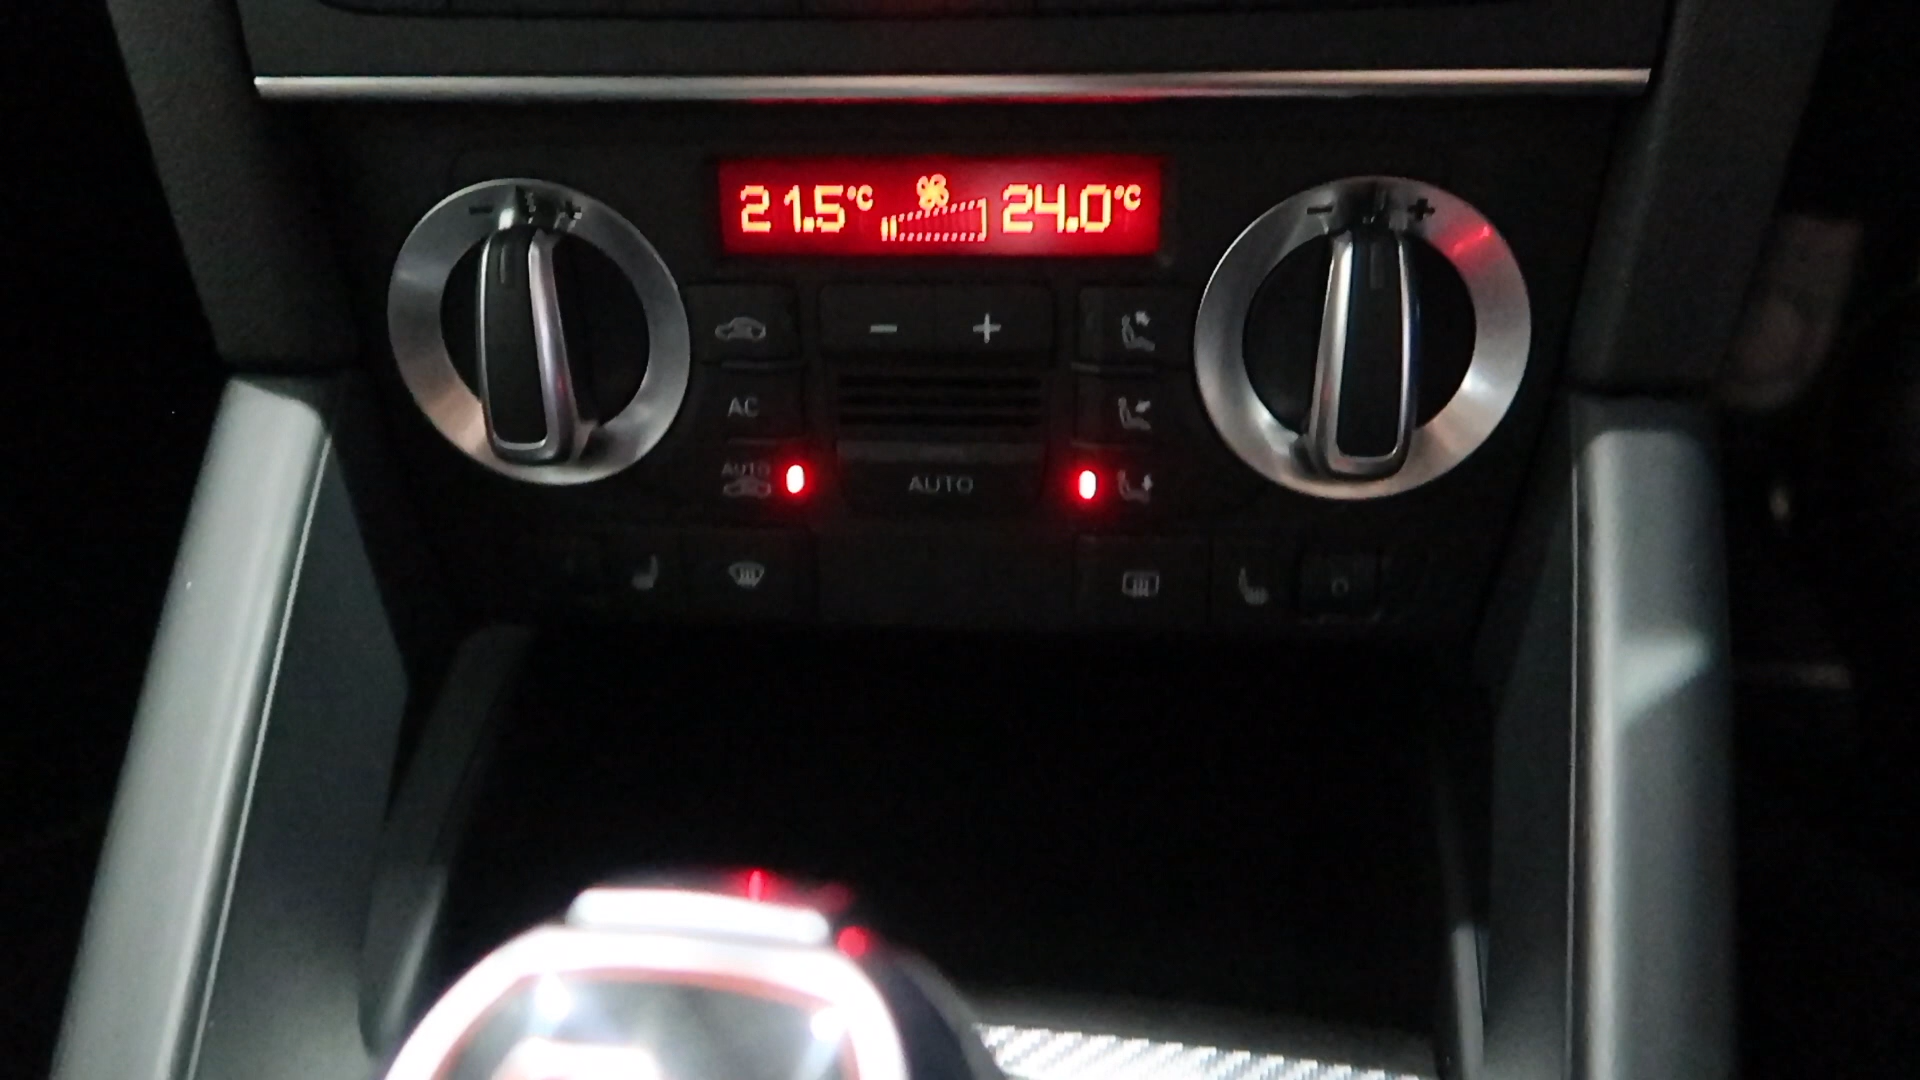 21.5°C 24.0°C
- + - +
- +
AC
AUTO
AUTO